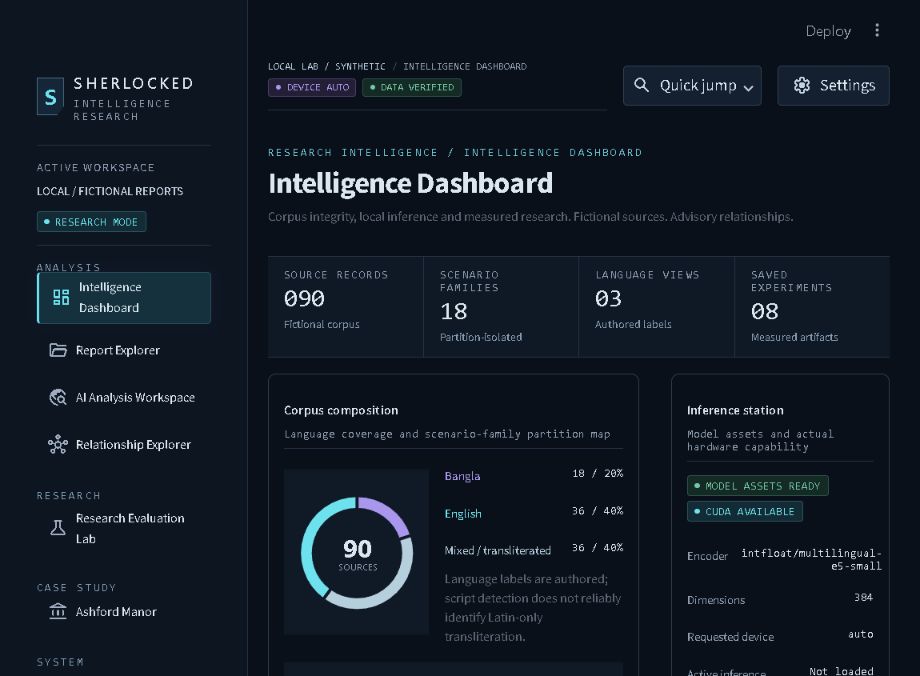 Deploy
S
SHERLOCKED
INTELLIGENCE
RESEARCH
ACTIVE WORKSPACE
LOCAL / FICTIONAL REPORTS
RESEARCH MODE
ANALYSIS
Intelligence
Dashboard
Report Explorer
AI Analysis Workspace
Relationship Explorer
RESEARCH
Research Evaluation
Lab
CASE STUDY
Ashford Manor
SYSTEM
LOCAL LAB / SYNTHETIC / INTELLIGENCE DASHBOARD
DEVICE AUTO
DATA VERIFIED
Quick jump
Settings
RESEARCH INTELLIGENCE / INTELLIGENCE DASHBOARD
Intelligence Dashboard
Corpus integrity, local inference and measured research. Fictional sources. Advisory relationships.
SOURCE RECORDS
090
Fictional corpus
SCENARIO
FAMILIES
18
Partition-isolated
LANGUAGE VIEWS
03
Authored labels
SAVED
EXPERIMENTS
08
Measured artifacts
Corpus composition
Language coverage and scenario-family partition map
90
SOURCES
Bangla 18 / 20%
English 36 / 40%
Mixed / transliterated 36 / 40%
Language labels are authored;
script detection does not reliably
identify Latin-only
transliteration.
Inference station
Model assets and actual
hardware capability
MODEL ASSETS READY
CUDA AVAILABLE
Encoder intfloat/multilingual-
e5-small
Dimensions 384
Requested device auto
Active inference Not loaded